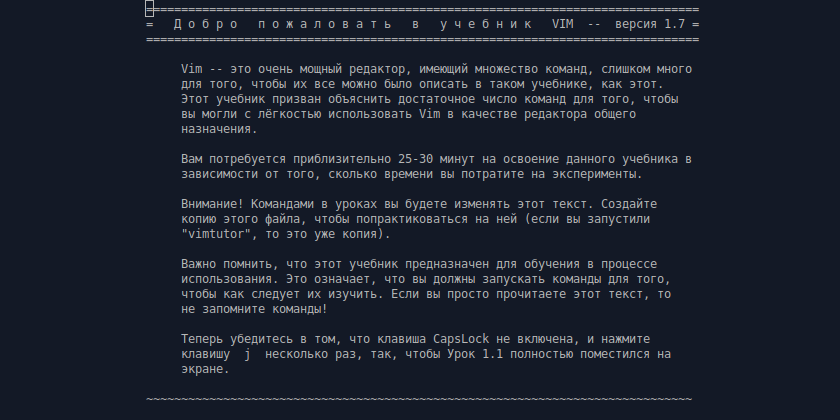 ===============================================================================
=   Д о б р о   п о ж а л о в а т ь   в   у ч е б н и к   VIM  --  версия 1.7 =
===============================================================================
Vim -- это очень мощный редактор, имеющий множество команд, слишком много
для того, чтобы их все можно было описать в таком учебнике, как этот.
Этот учебник призван объяснить достаточное число команд для того, чтобы
вы могли с лёгкостью использовать Vim в качестве редактора общего
назначения.
Вам потребуется приблизительно 25-30 минут на освоение данного учебника в
зависимости от того, сколько времени вы потратите на эксперименты.
Внимание! Командами в уроках вы будете изменять этот текст. Создайте
копию этого файла, чтобы попрактиковаться на ней (если вы запустили
"vimtutor", то это уже копия).
Важно помнить, что этот учебник предназначен для обучения в процессе
использования. Это означает, что вы должны запускать команды для того,
чтобы как следует их изучить. Если вы просто прочитаете этот текст, то
не запомните команды!
Теперь убедитесь в том, что клавиша CapsLock не включена, и нажмите
клавишу  j  несколько раз, так, чтобы Урок 1.1 полностью поместился на
экране.
~~~~~~~~~~~~~~~~~~~~~~~~~~~~~~~~~~~~~~~~~~~~~~~~~~~~~~~~~~~~~~~~~~~~~~~~~~~~~~